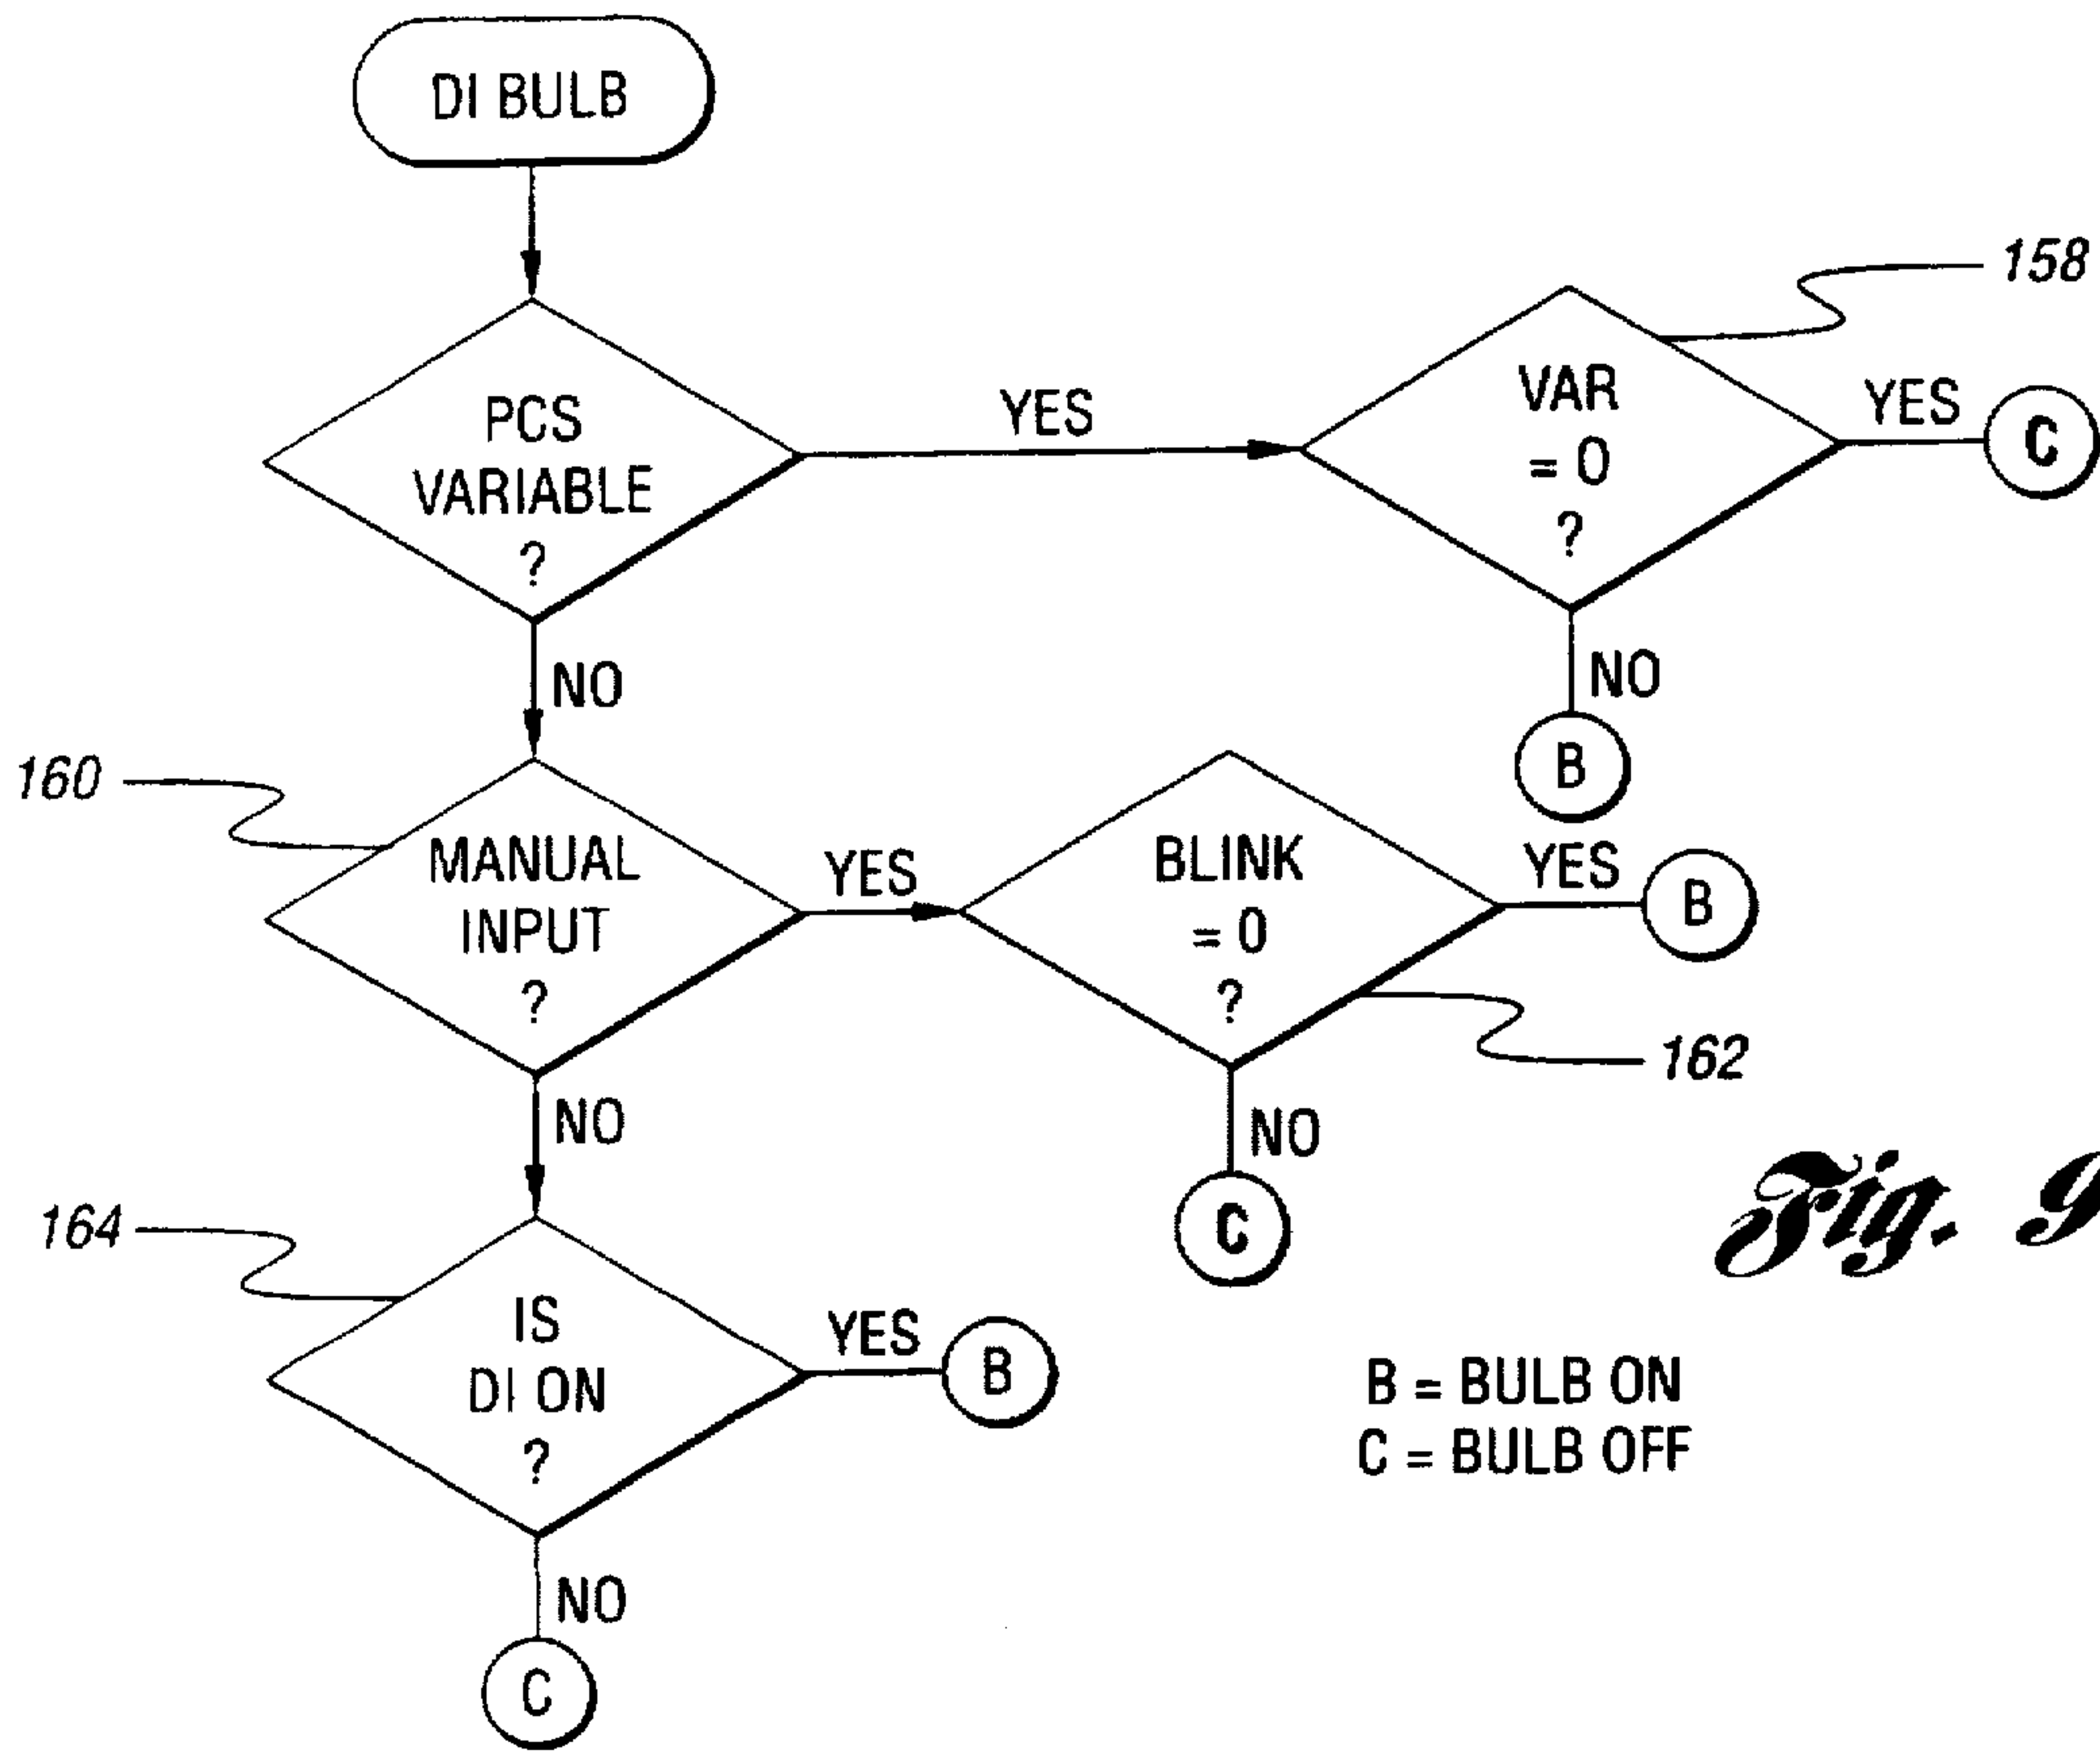 DI BULB
158
PCS
VARIABLE
?
YES
VAR
= 0
?
YES
C
NO
NO
B
160
MANUAL
INPUT
?
YES
BLINK
= 0
?
YES
B
162
NO
NO
C
Fig. 9
164
IS
DI ON
?
YES
B
B = BULB ON
C = BULB OFF
NO
C